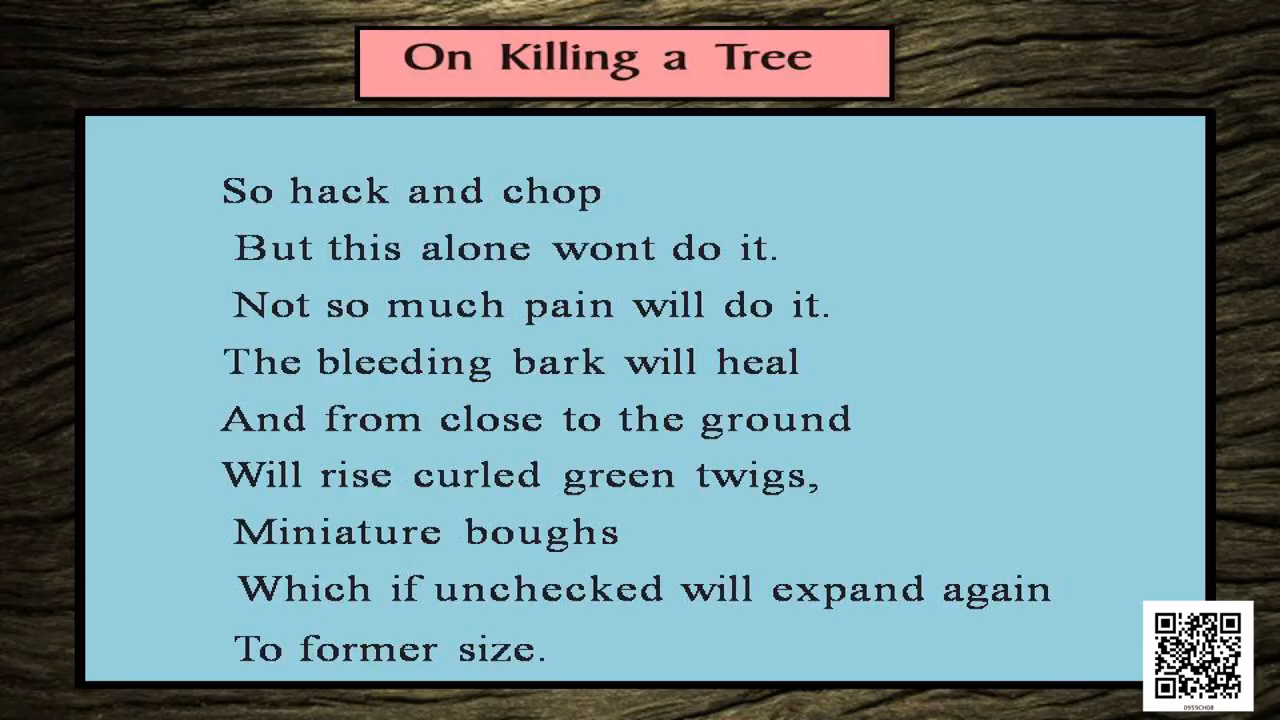 On Killing a Tree
So hack and chop
But this alone wont do it.
Not so much pain will do it.
The bleeding bark will heal
And from close to the ground
Will rise curled green twigs,
Miniature boughs
Which if unchecked will expand again
To former size.
0959CH08